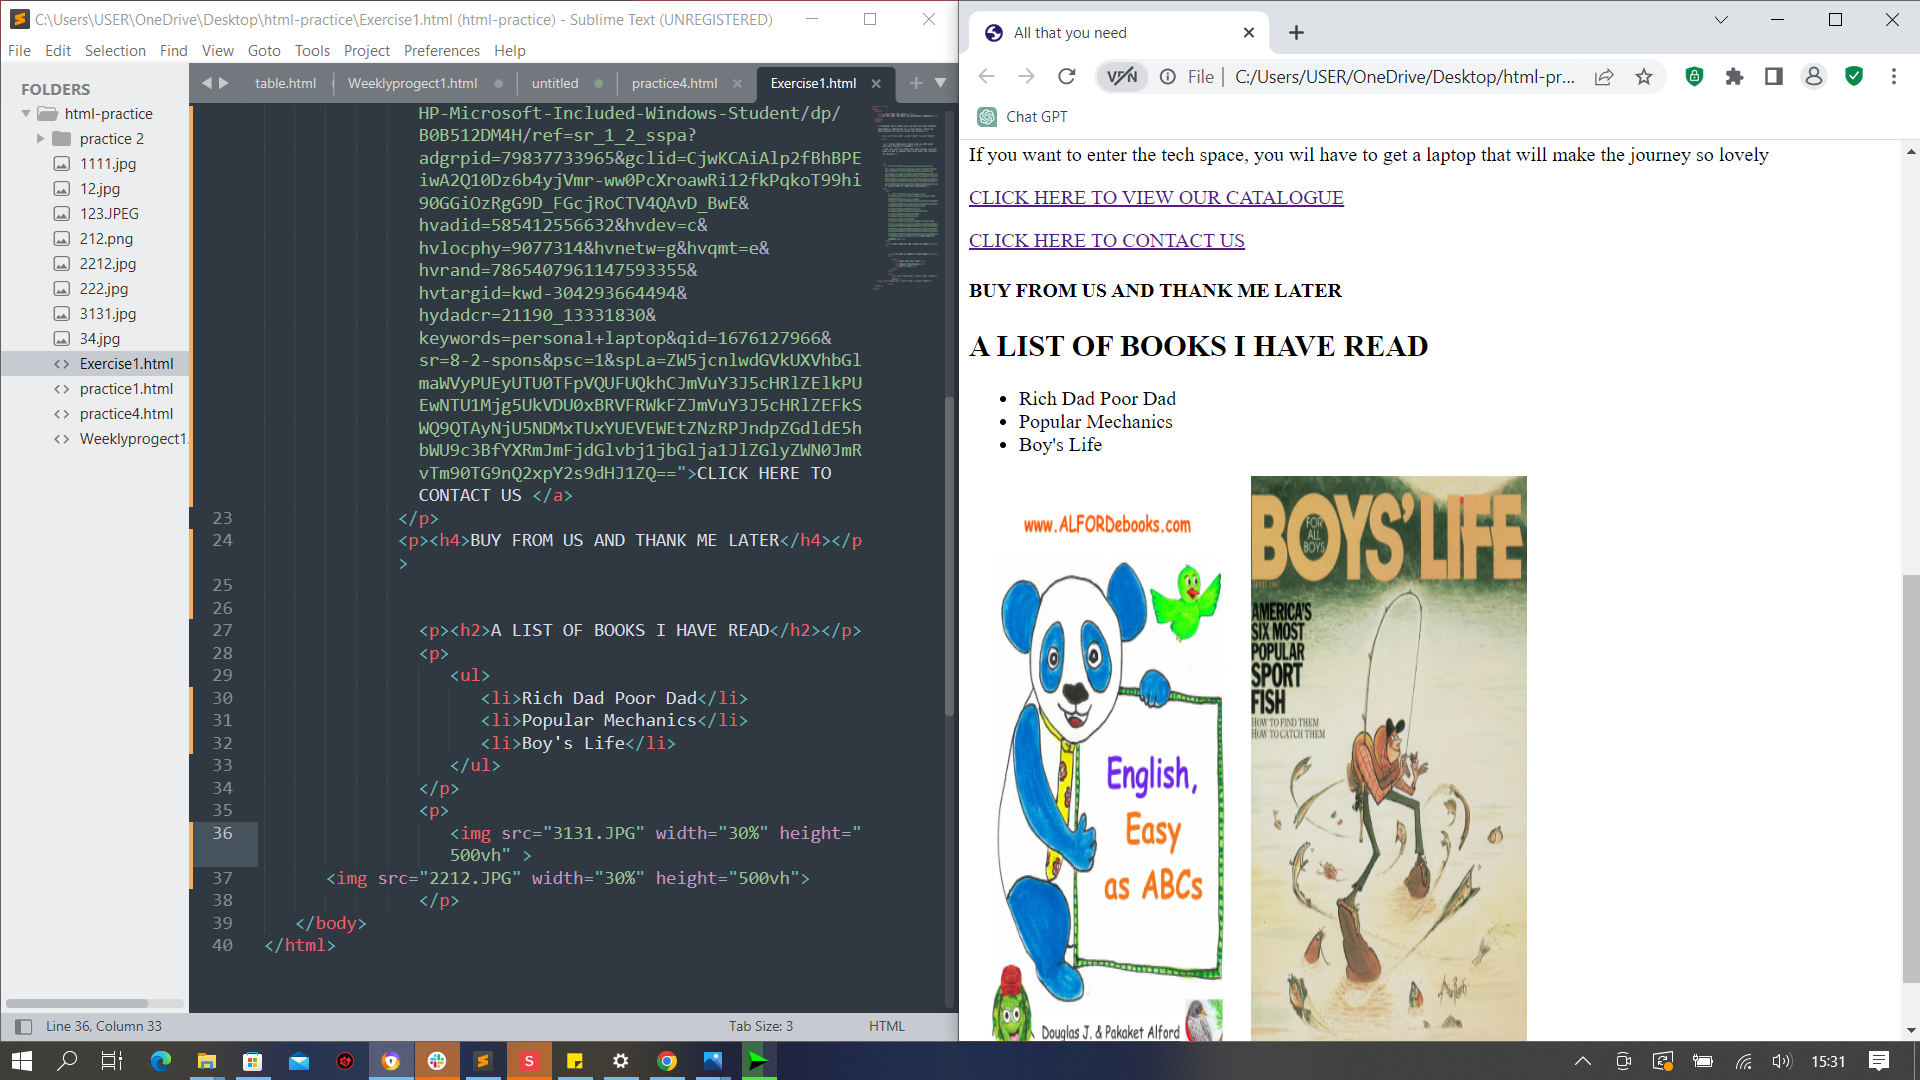 C:\Users\USER\OneDrive\Desktop\html-practice\Exercise1.html (html-practice) - Sublime Text (UNREGISTERED)
File Edit Selection Find View Goto Tools Project Preferences Help
FOLDERS
html-practice
practice 2
1111.jpg
12.jpg
123.JPEG
212.png
2212.jpg
222.jpg
3131.jpg
34.jpg
Exercise1.html
practice1.html
practice4.html
Weeklyprogect1.
table.html Weeklyprogect1.html untitled practice4.html Exercise1.html
HP-Microsoft-Included-Windows-Student/dp/
B0B512DM4H/ref=sr_1_2_sspa?
adgrpid=79837733965&gclid=CjwKCAiAlp2fBhBPE
iwA2Q10Dz6b4yjVmr-ww0PcXroawRi12fkPqkoT99hi
90GGiOzRgG9D_FGcjRoCTV4QAvD_BwE&
hvadid=585412556632&hvdev=c&
hvlocphy=9077314&hvnetw=g&hvqmt=e&
hvrand=7865407961147593355&
hvtargid=kwd-304293664494&
hydadcr=21190_13331830&
keywords=personal+laptop&qid=1676127966&
sr=8-2-spons&psc=1&spLa=ZW5jcnlwdGVkUXVhbGl
maWVyPUEyUTU0TFpVQUFUQkhCJmVuY3J5cHRlZElkPU
EwNTU1Mjg5UkVDU0xBRVFRWkFZJmVuY3J5cHRlZEFkS
WQ9QTAyNjU5NDMxTUxYUEVEWEtZNzRPJndpZGdldE5h
bWU9c3BfYXRmJmFjdGlvbj1jbGlja1JlZGlyZWN0JmR
vTm90TG9nQ2xpY2s9dHJ1ZQ==">CLICK HERE TO
CONTACT US </a>
23 </p>
24 <p><h4>BUY FROM US AND THANK ME LATER</h4></p
>
25
26
27 <p><h2>A LIST OF BOOKS I HAVE READ</h2></p>
28 <p>
29 <ul>
30 <li>Rich Dad Poor Dad</li>
31 <li>Popular Mechanics</li>
32 <li>Boy's Life</li>
33 </ul>
34 </p>
35 <p>
36 <img src="3131.JPG" width="30%" height="
500vh" >
37 <img src="2212.JPG" width="30%" height="500vh">
38 </p>
39 </body>
40 </html>
Line 36, Column 33 Tab Size: 3 HTML
All that you need
VPN File C:/Users/USER/OneDrive/Desktop/html-pr...
Chat GPT
If you want to enter the tech space, you wil have to get a laptop that will make the journey so lovely
CLICK HERE TO VIEW OUR CATALOGUE
CLICK HERE TO CONTACT US
BUY FROM US AND THANK ME LATER
A LIST OF BOOKS I HAVE READ
• Rich Dad Poor Dad
• Popular Mechanics
• Boy's Life
www.ALFORDebooks.com
English,
Easy
as ABCs
Douglas J. & Pakaket Alford
BOYS' LIFE
FOR
ALL
BOYS
AMERICA'S
SIX MOST
POPULAR
SPORT
FISH
HOW TO FIND THEM
HOW TO CATCH THEM
15:31